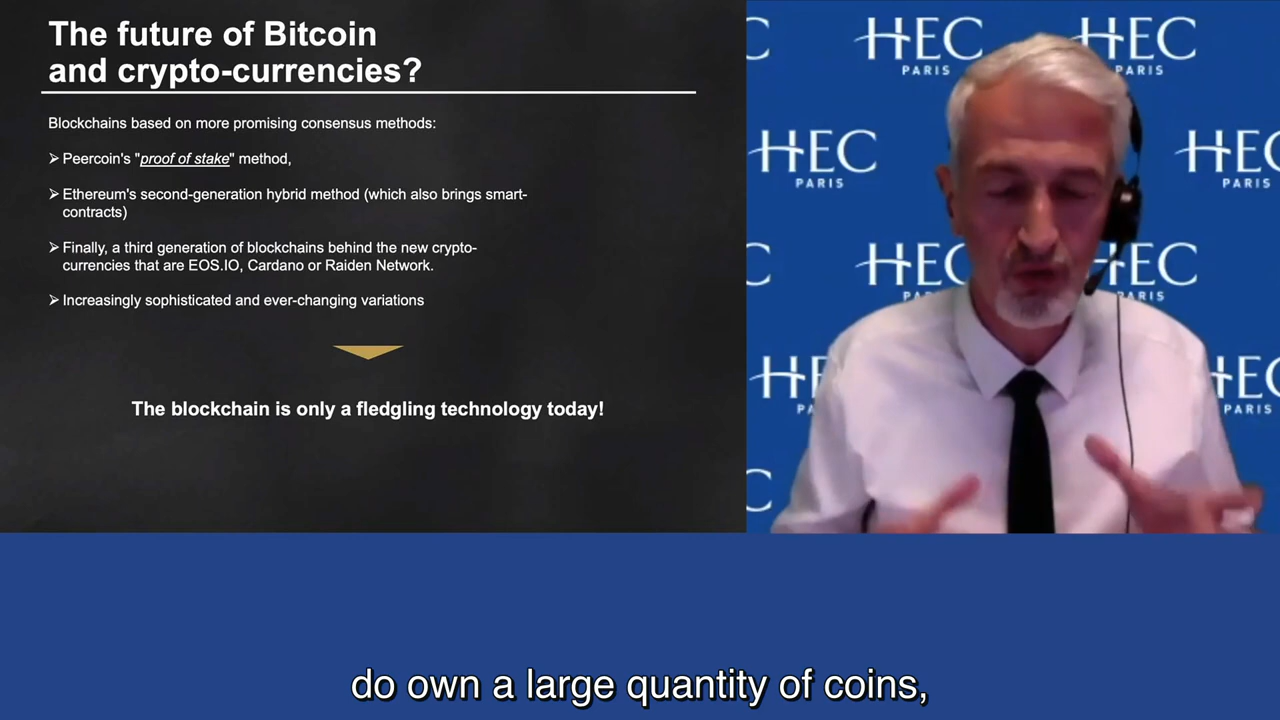 The future of Bitcoin
and crypto-currencies?
Blockchains based on more promising consensus methods:
➢ Peercoin's "proof of stake" method,
➢ Ethereum's second-generation hybrid method (which also brings smart-
contracts)
➢ Finally, a third generation of blockchains behind the new crypto-
currencies that are EOS.IO, Cardano or Raiden Network.
➢ Increasingly sophisticated and ever-changing variations
The blockchain is only a fledgling technology today!
HEC
PARIS
HEC
PARIS
HEC
PARIS
HEC
PARIS
HEC
PARIS
HEC
PARIS
HEC
HEC
PARIS
do own a large quantity of coins,